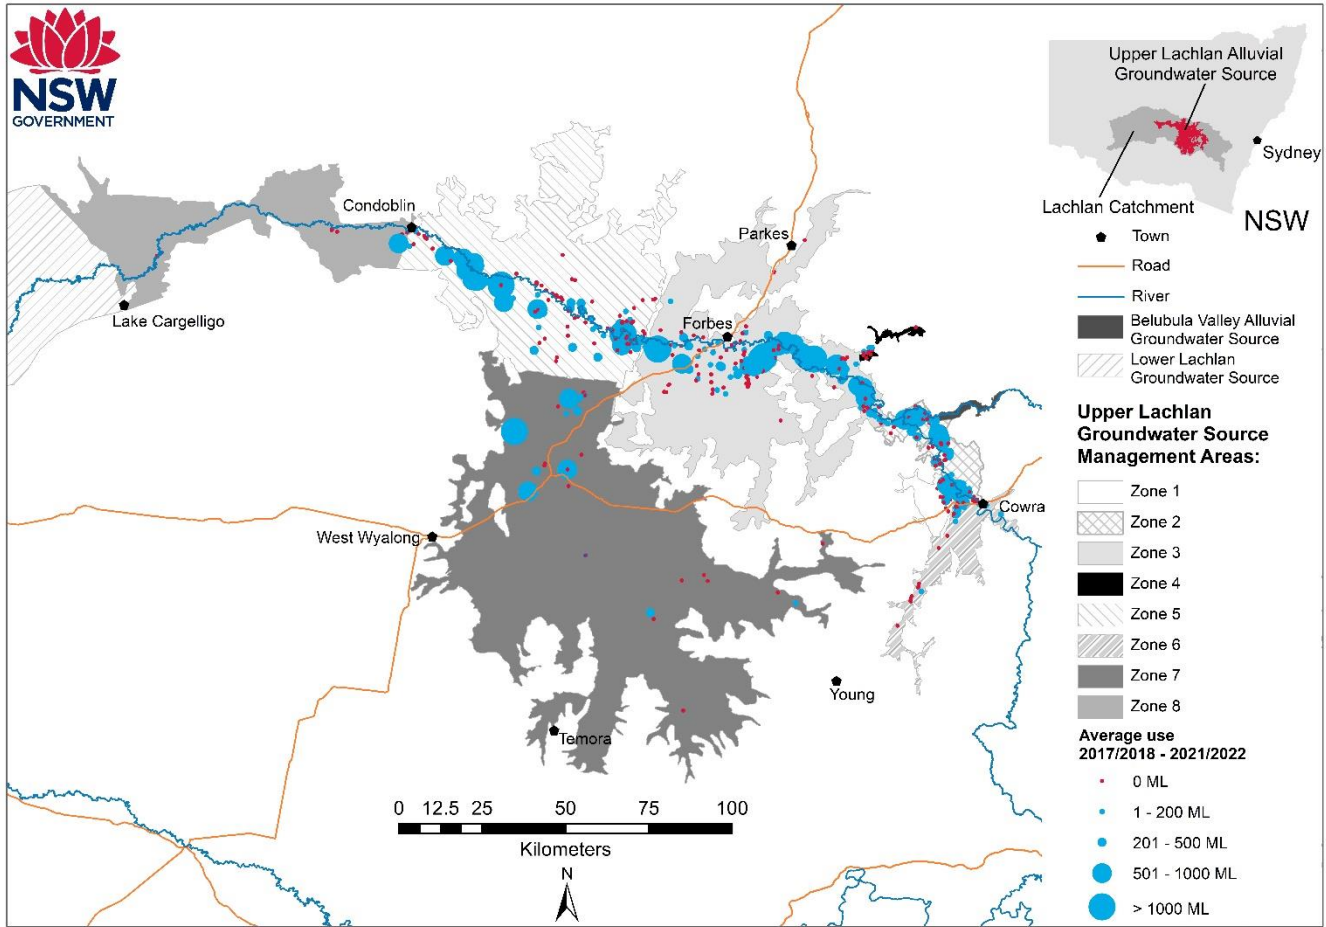 NSW
GOVERNMENT
Upper Lachlan Alluvial
Groundwater Source
Sydney
Lachlan Catchment
NSW
Condoblin
Parkes
Lake Cargelligo
Forbes
West Wyalong
Cowra
Young
Temora
Town
Road
River
Belubula Valley Alluvial
Groundwater Source
Lower Lachlan
Groundwater Source
Upper Lachlan
Groundwater Source
Management Areas:
Zone 1
Zone 2
Zone 3
Zone 4
Zone 5
Zone 6
Zone 7
Zone 8
Average use
2017/2018 - 2021/2022
0 ML
1 - 200 ML
201 - 500 ML
501 - 1000 ML
> 1000 ML
0 12.5 25 50 75 100
Kilometers
N